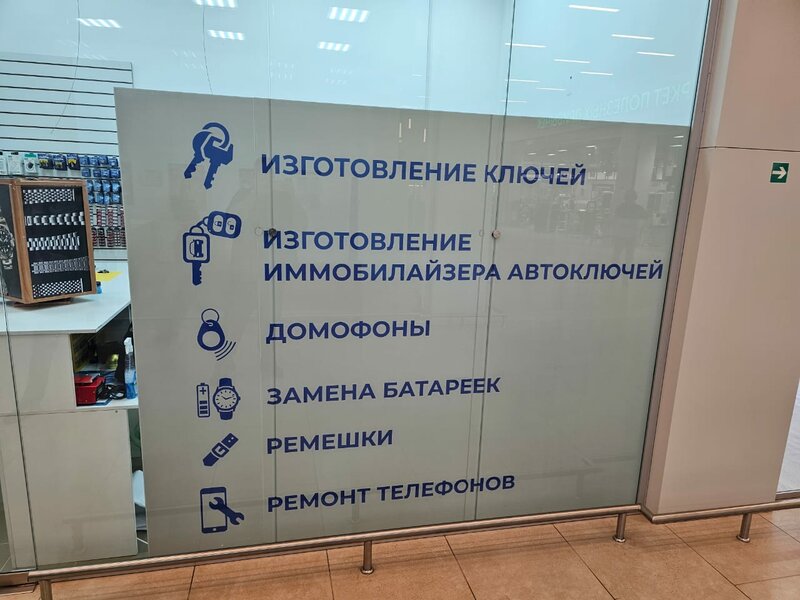 ИЗГОТОВЛЕНИЕ КЛЮЧЕЙ
ИЗГОТОВЛЕНИЕ
ИММОБИЛАЙЗЕРА АВТОКЛЮЧЕЙ
ДОМОФОНЫ
ЗАМЕНА БАТАРЕЕК
РЕМЕШКИ
РЕМОНТ ТЕЛЕФОНОВ